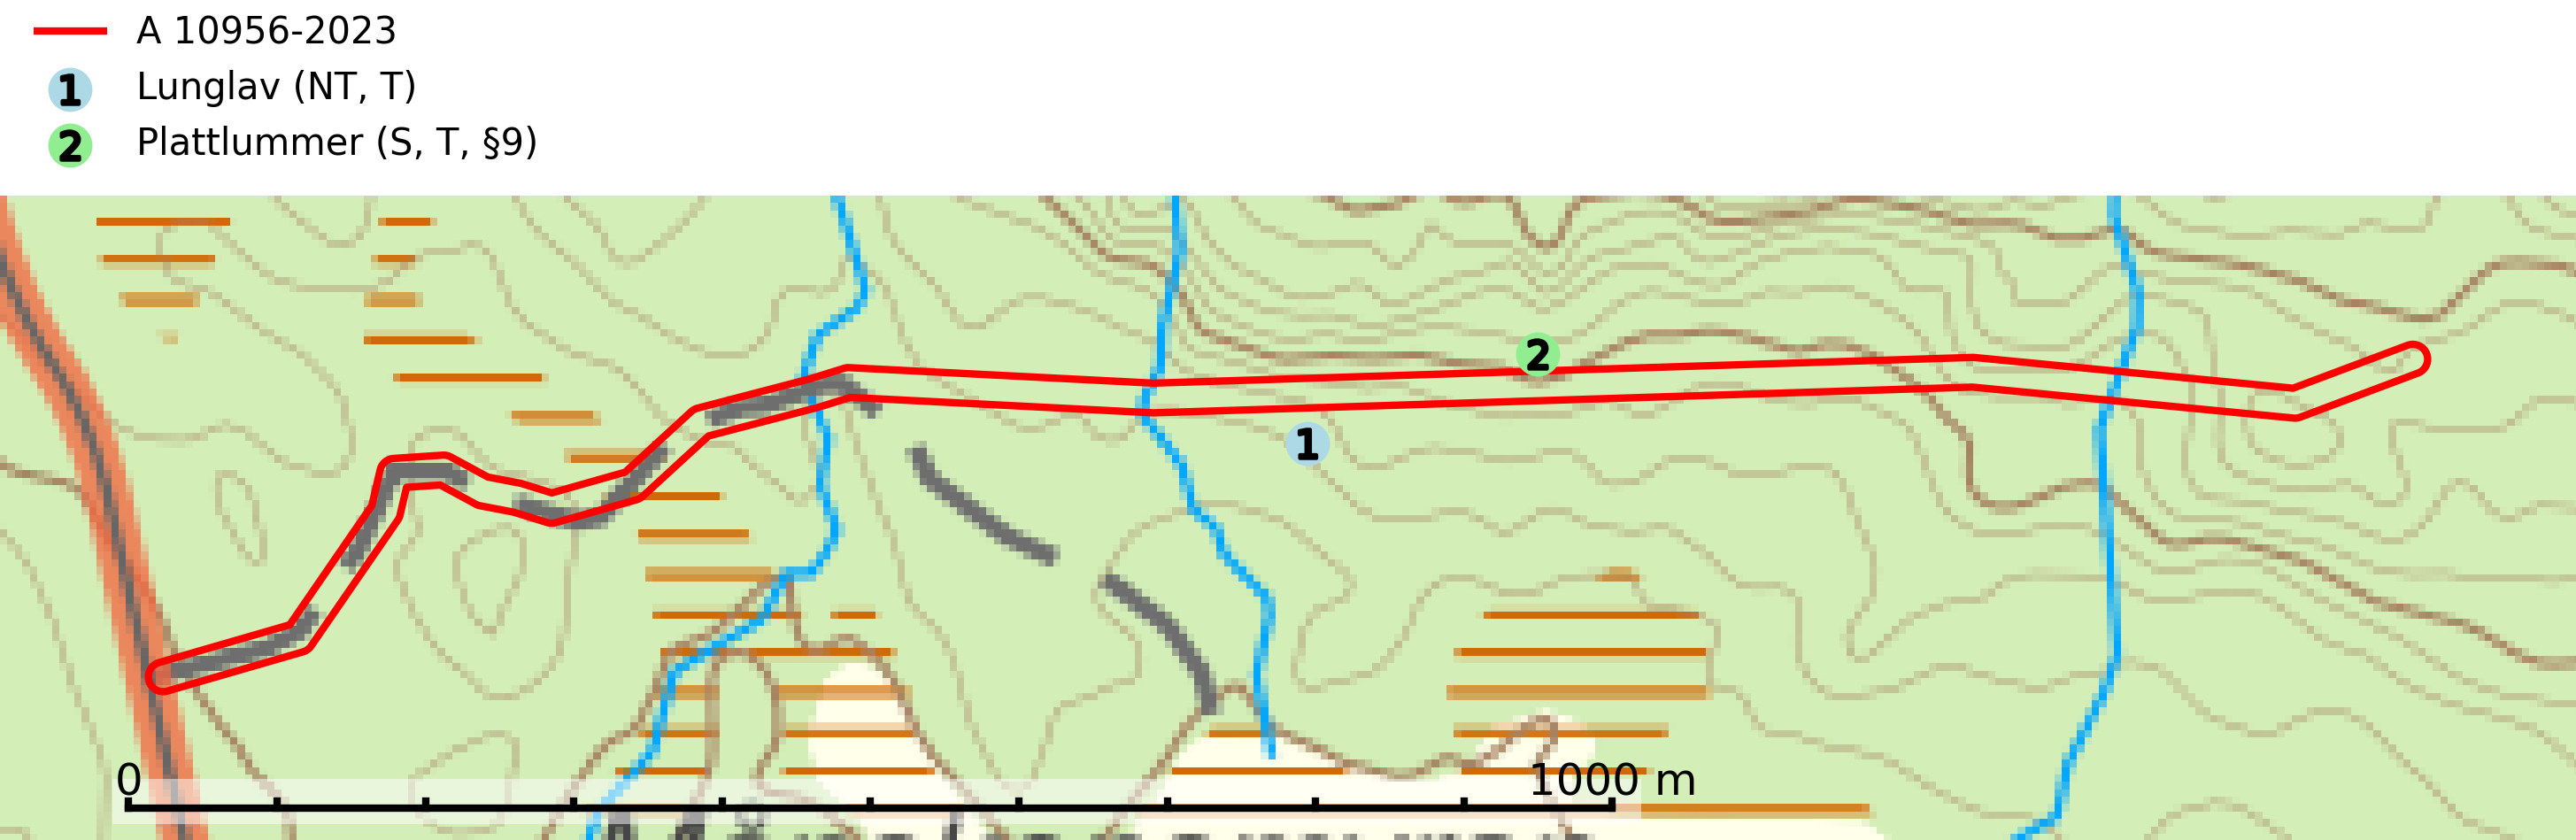 A 10956-2023
1 Lunglav (NT, T)
2 Plattlummer (S, T, §9)
2
1
0 1000 m